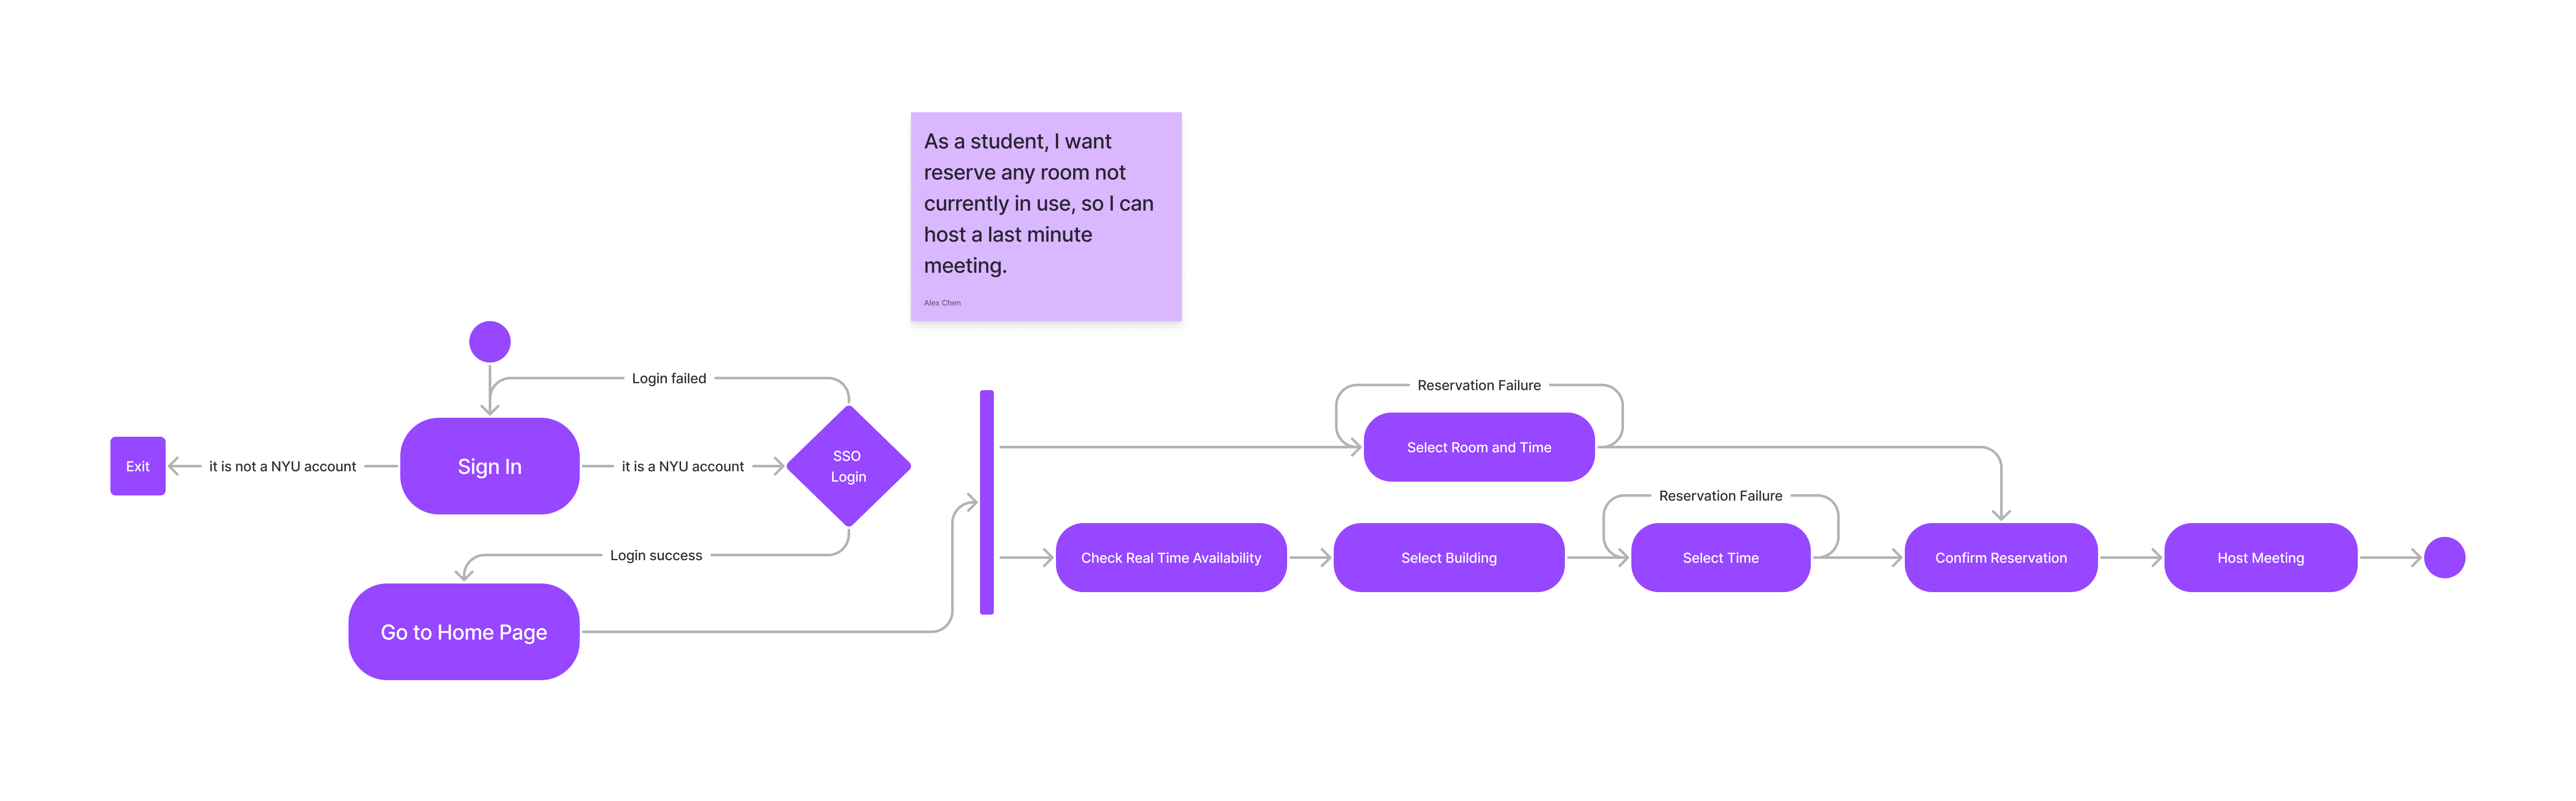 As a student, I want
reserve any room not
currently in use, so I can
host a last minute
meeting.
Alex Chen
Login failed
Exit
it is not a NYU account
Sign In
it is a NYU account
SSO
Login
Login success
Go to Home Page
Reservation Failure
Select Room and Time
Reservation Failure
Check Real Time Availability
Select Building
Select Time
Confirm Reservation
Host Meeting